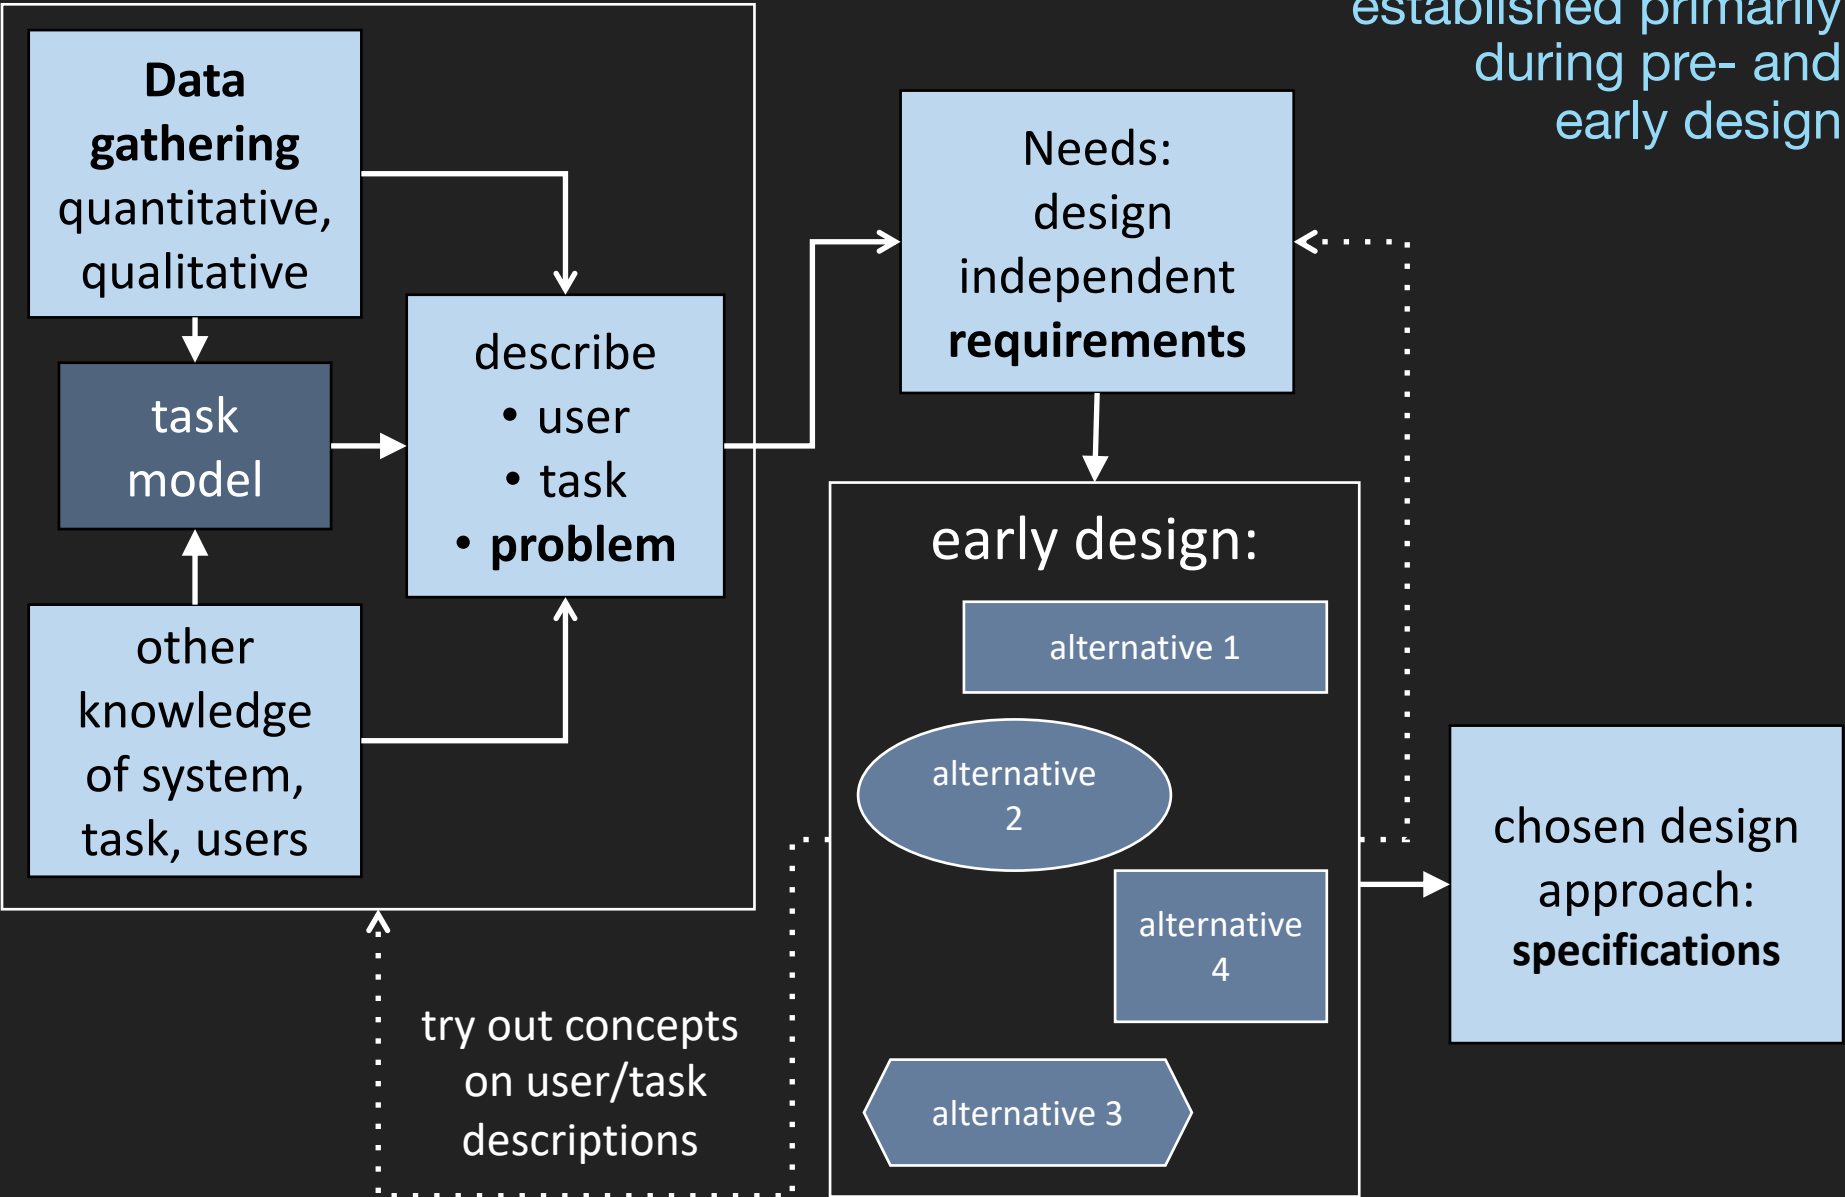 established primarily
during pre- and
early design
Data
gathering
quantitative,
qualitative
task
model
other
knowledge
of system,
task, users
describe
• user
• task
• problem
Needs:
design
independent
requirements
early design:
alternative 1
alternative
2
alternative
4
alternative 3
chosen design
approach:
specifications
try out concepts
on user/task
descriptions